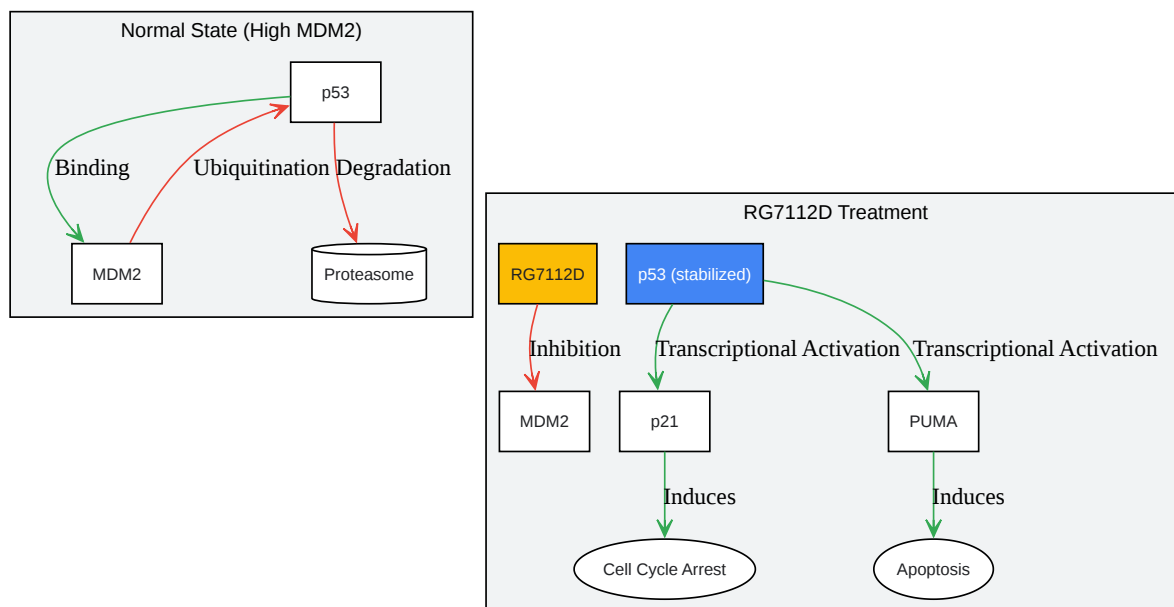 Normal State (High MDM2)
p53
Binding
Ubiquitination
Degradation
MDM2
Proteasome
RG7112D Treatment
RG7112D
p53 (stabilized)
Inhibition
Transcriptional Activation
Transcriptional Activation
MDM2
p21
PUMA
Induces
Induces
Cell Cycle Arrest
Apoptosis